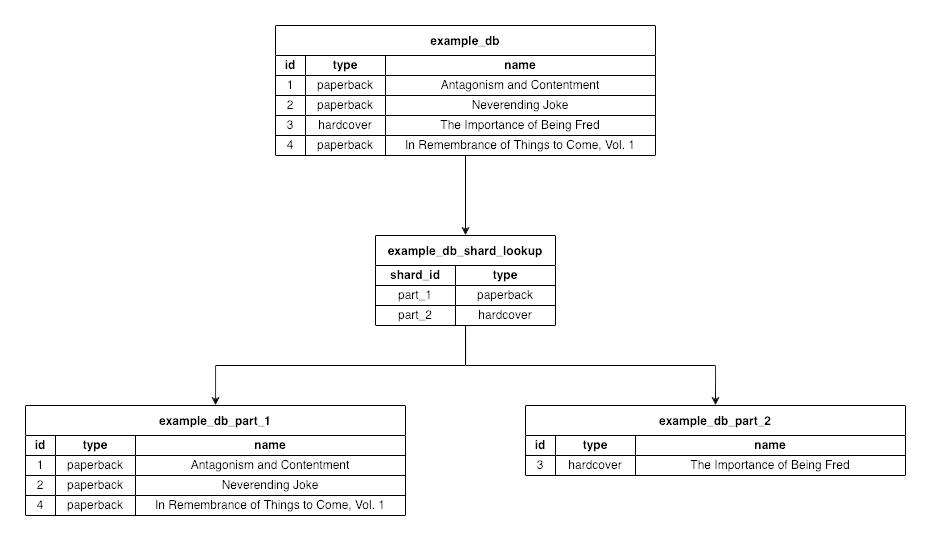 example_db
id type name
1 paperback Antagonism and Contentment
2 paperback Neverending Joke
3 hardcover The Importance of Being Fred
4 paperback In Remembrance of Things to Come, Vol. 1
example_db_shard_lookup
shard_id type
part_1 paperback
part_2 hardcover
example_db_part_1
id type name
1 paperback Antagonism and Contentment
2 paperback Neverending Joke
4 paperback In Remembrance of Things to Come, Vol. 1
example_db_part_2
id type name
3 hardcover The Importance of Being Fred